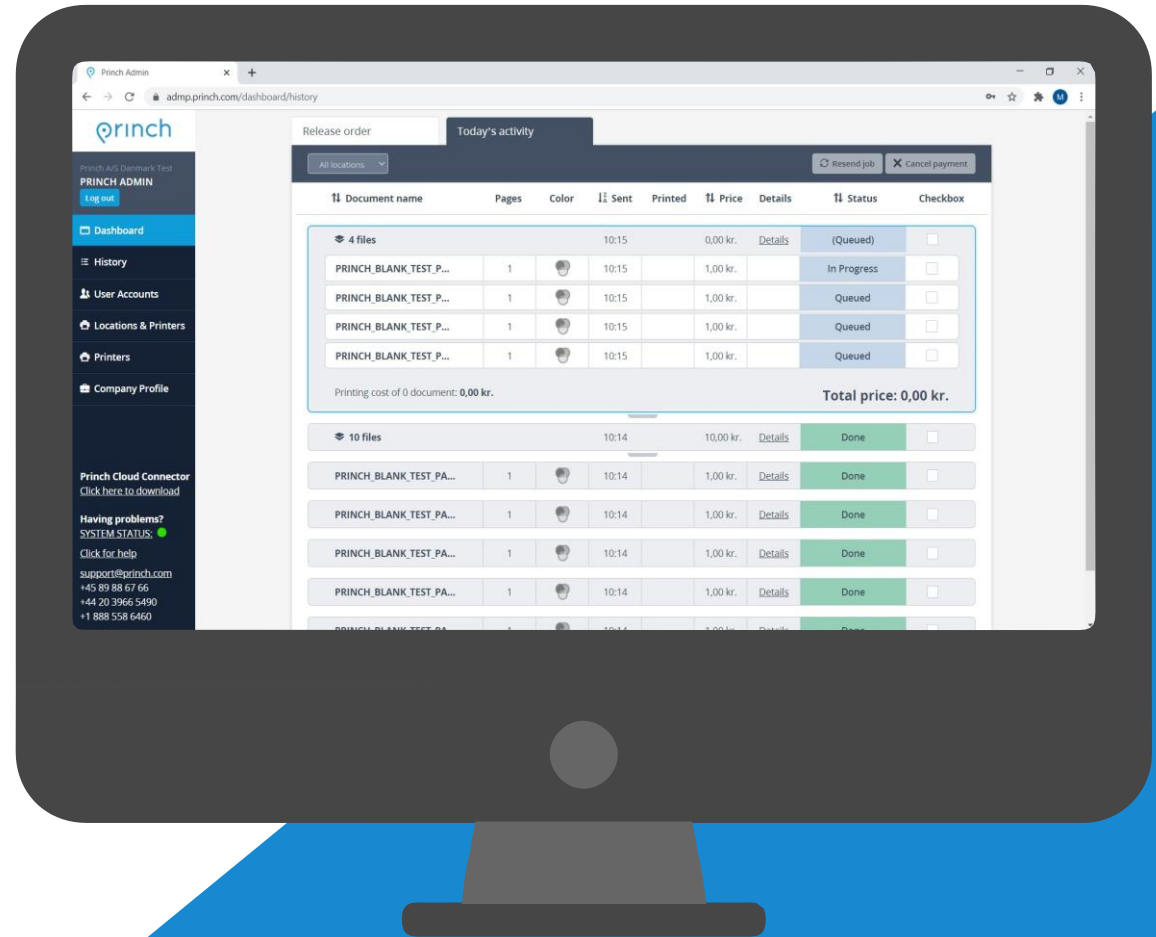 Princh Admin
admp.princh.com/dashboard/history
M
princh
Princh A/S Danmark Test
PRINCH ADMIN
Log out
Dashboard
History
User Accounts
Locations & Printers
Printers
Company Profile
Princh Cloud Connector
Click here to download
Having problems?
SYSTEM STATUS:
Click for help
support@princh.com
+45 89 88 67 66
+44 20 3966 5490
+1 888 558 6460
Release order Today's activity
All locations Resend job Cancel payment
Document name Pages Color Sent Printed Price Details Status Checkbox
4 files 10:15 0,00 kr. Details (Queued)
PRINCH_BLANK_TEST_P... 1 10:15 1,00 kr. In Progress
PRINCH_BLANK_TEST_P... 1 10:15 1,00 kr. Queued
PRINCH_BLANK_TEST_P... 1 10:15 1,00 kr. Queued
PRINCH_BLANK_TEST_P... 1 10:15 1,00 kr. Queued
Printing cost of 0 document: 0,00 kr. Total price: 0,00 kr.
10 files 10:14 10,00 kr. Details Done
PRINCH_BLANK_TEST_PA... 1 10:14 1,00 kr. Details Done
PRINCH_BLANK_TEST_PA... 1 10:14 1,00 kr. Details Done
PRINCH_BLANK_TEST_PA... 1 10:14 1,00 kr. Details Done
PRINCH_BLANK_TEST_PA... 1 10:14 1,00 kr. Details Done